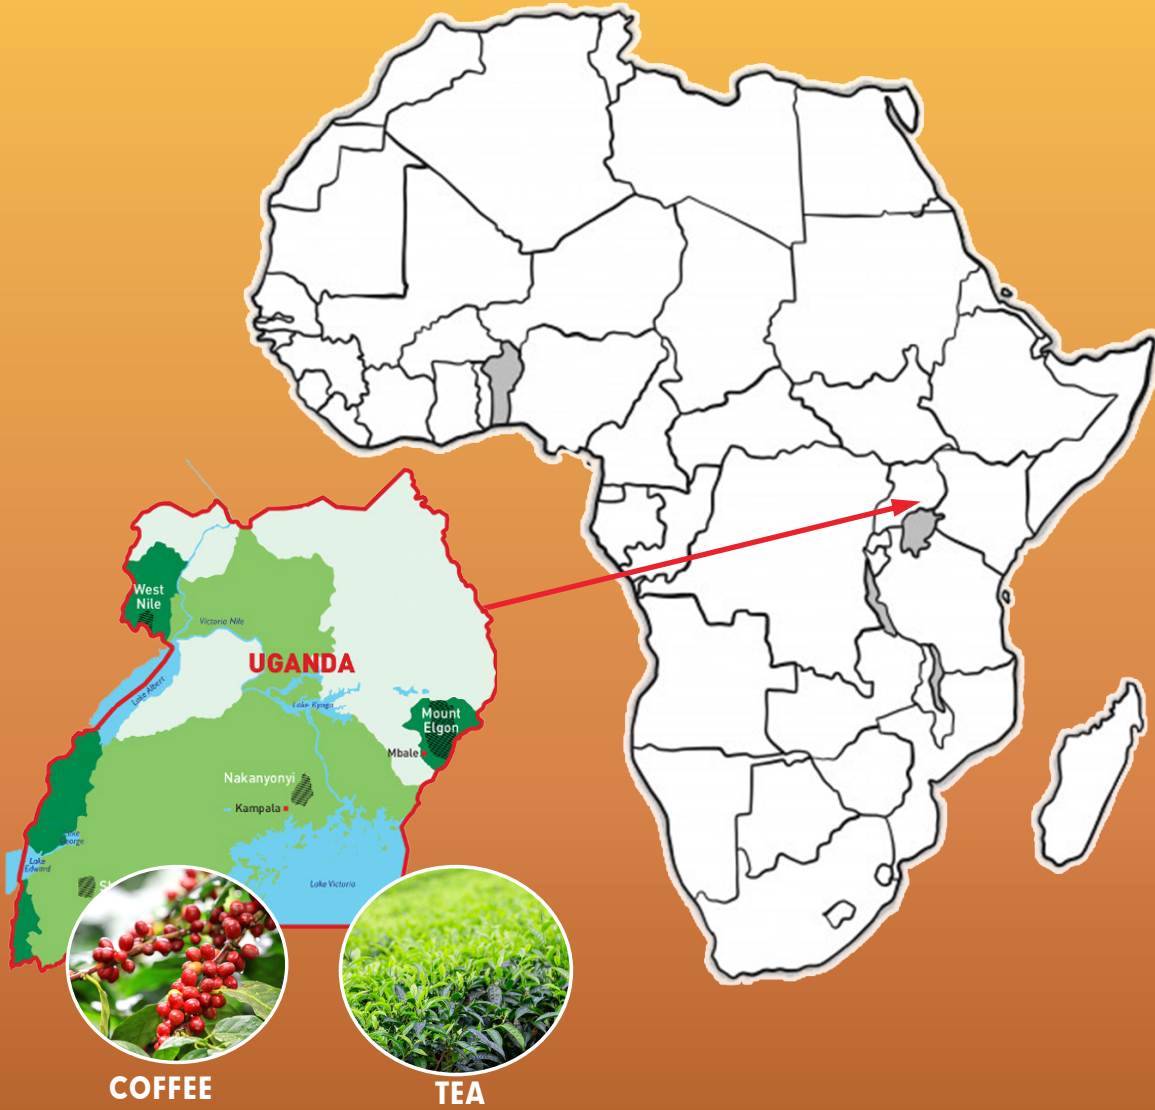 West
Nile
Victoria Nile
UGANDA
Lake Albert
Lake Kyoga
Mount
Elgon
Mbale
Nakanyonyi
Kampala
Lake
Edward
Lake Victoria
COFFEE
TEA